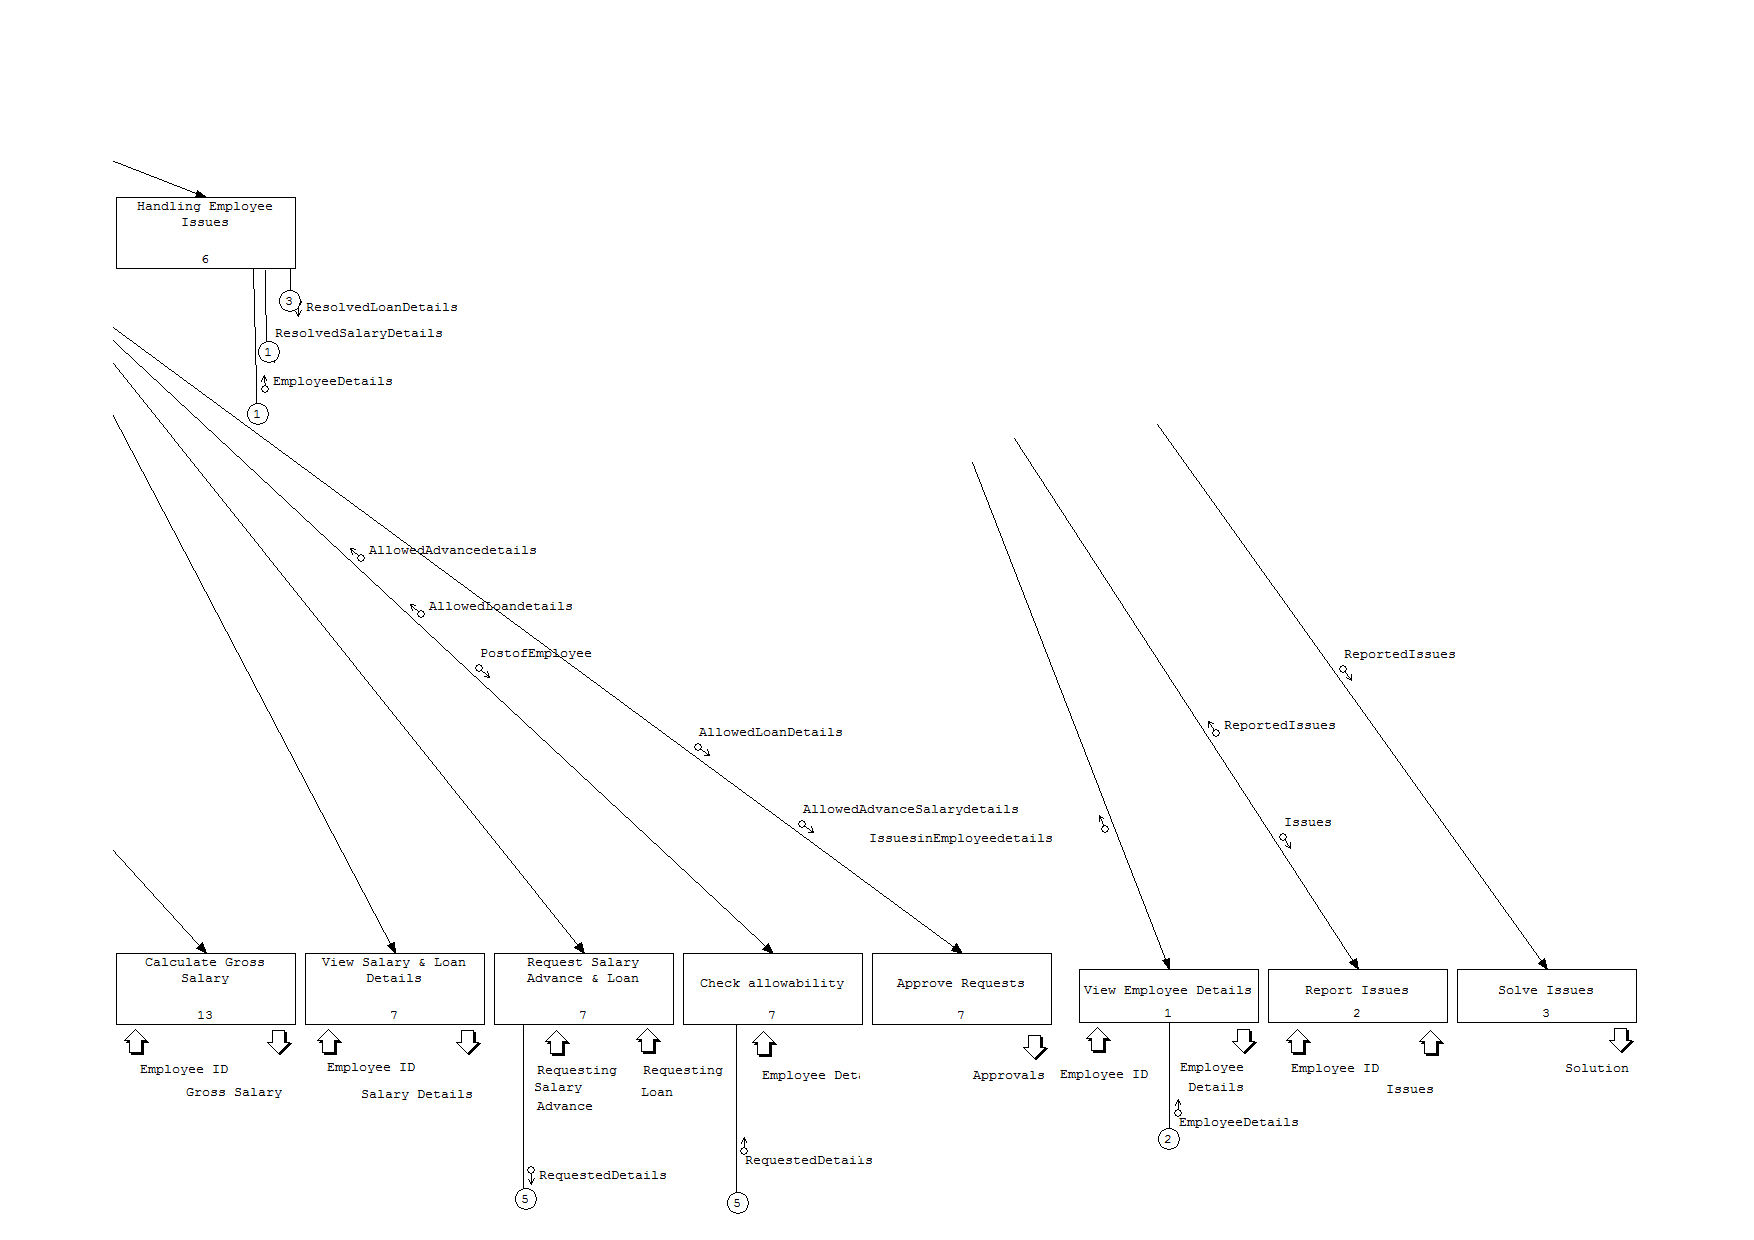 Handling Employee
Issues
6
3
ResolvedLoanDetails
ResolvedSalaryDetails
1
EmployeeDetails
1
AllowedAdvancedetails
AllowedLoandetails
PostofEmployee
ReportedIssues
ReportedIssues
AllowedLoanDetails
AllowedAdvanceSalarydetails
Issues
IssuesinEmployeedetails
Calculate Gross
Salary
13
View Salary & Loan
Details
7
Request Salary
Advance & Loan
7
Check allowability
7
Approve Requests
7
View Employee Details
1
Report Issues
2
Solve Issues
3
Employee ID
Gross Salary
Employee ID
Salary Details
Requesting
Salary
Advance
Requesting
Loan
Employee Deta
Approvals
Employee ID
Employee
Details
Employee ID
Issues
Solution
EmployeeDetails
2
RequestedDetails
5
RequestedDetails
5